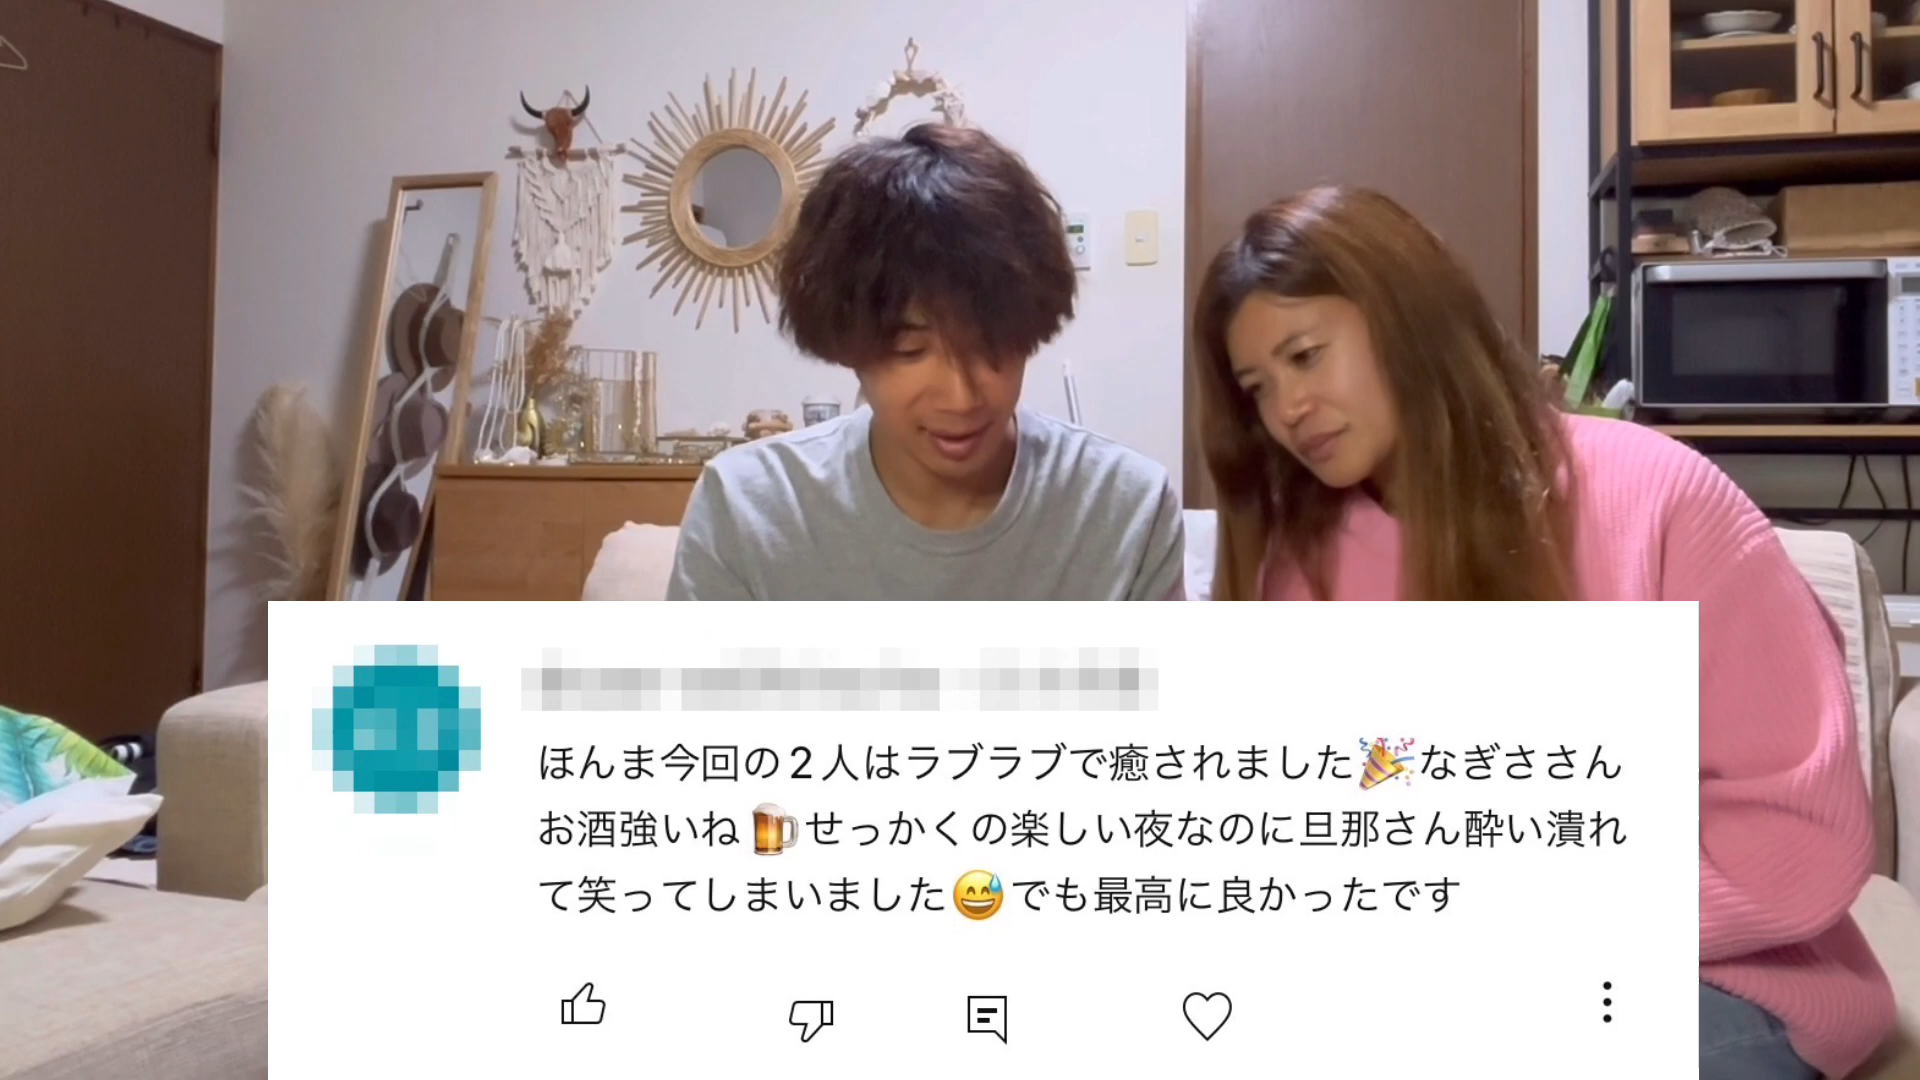 ほんま今回の2人はラブラブで癒されました🎉なぎささん
お酒強いね🍺せっかくの楽しい夜なのに旦那さん酔い潰れ
て笑ってしまいました😅でも最高に良かったです